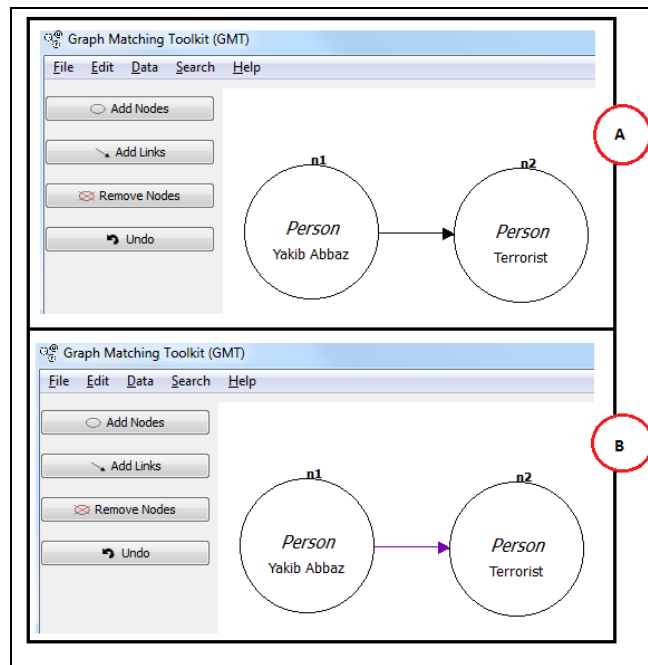 Graph Matching Toolkit (GMT)
File Edit Data Search Help
Add Nodes
Add Links
Remove Nodes
Undo
n1
n2
Person
Yakib Abbaz
Person
Terrorist
A
Graph Matching Toolkit (GMT)
File Edit Data Search Help
Add Nodes
Add Links
Remove Nodes
Undo
n1
n2
Person
Yakib Abbaz
Person
Terrorist
B